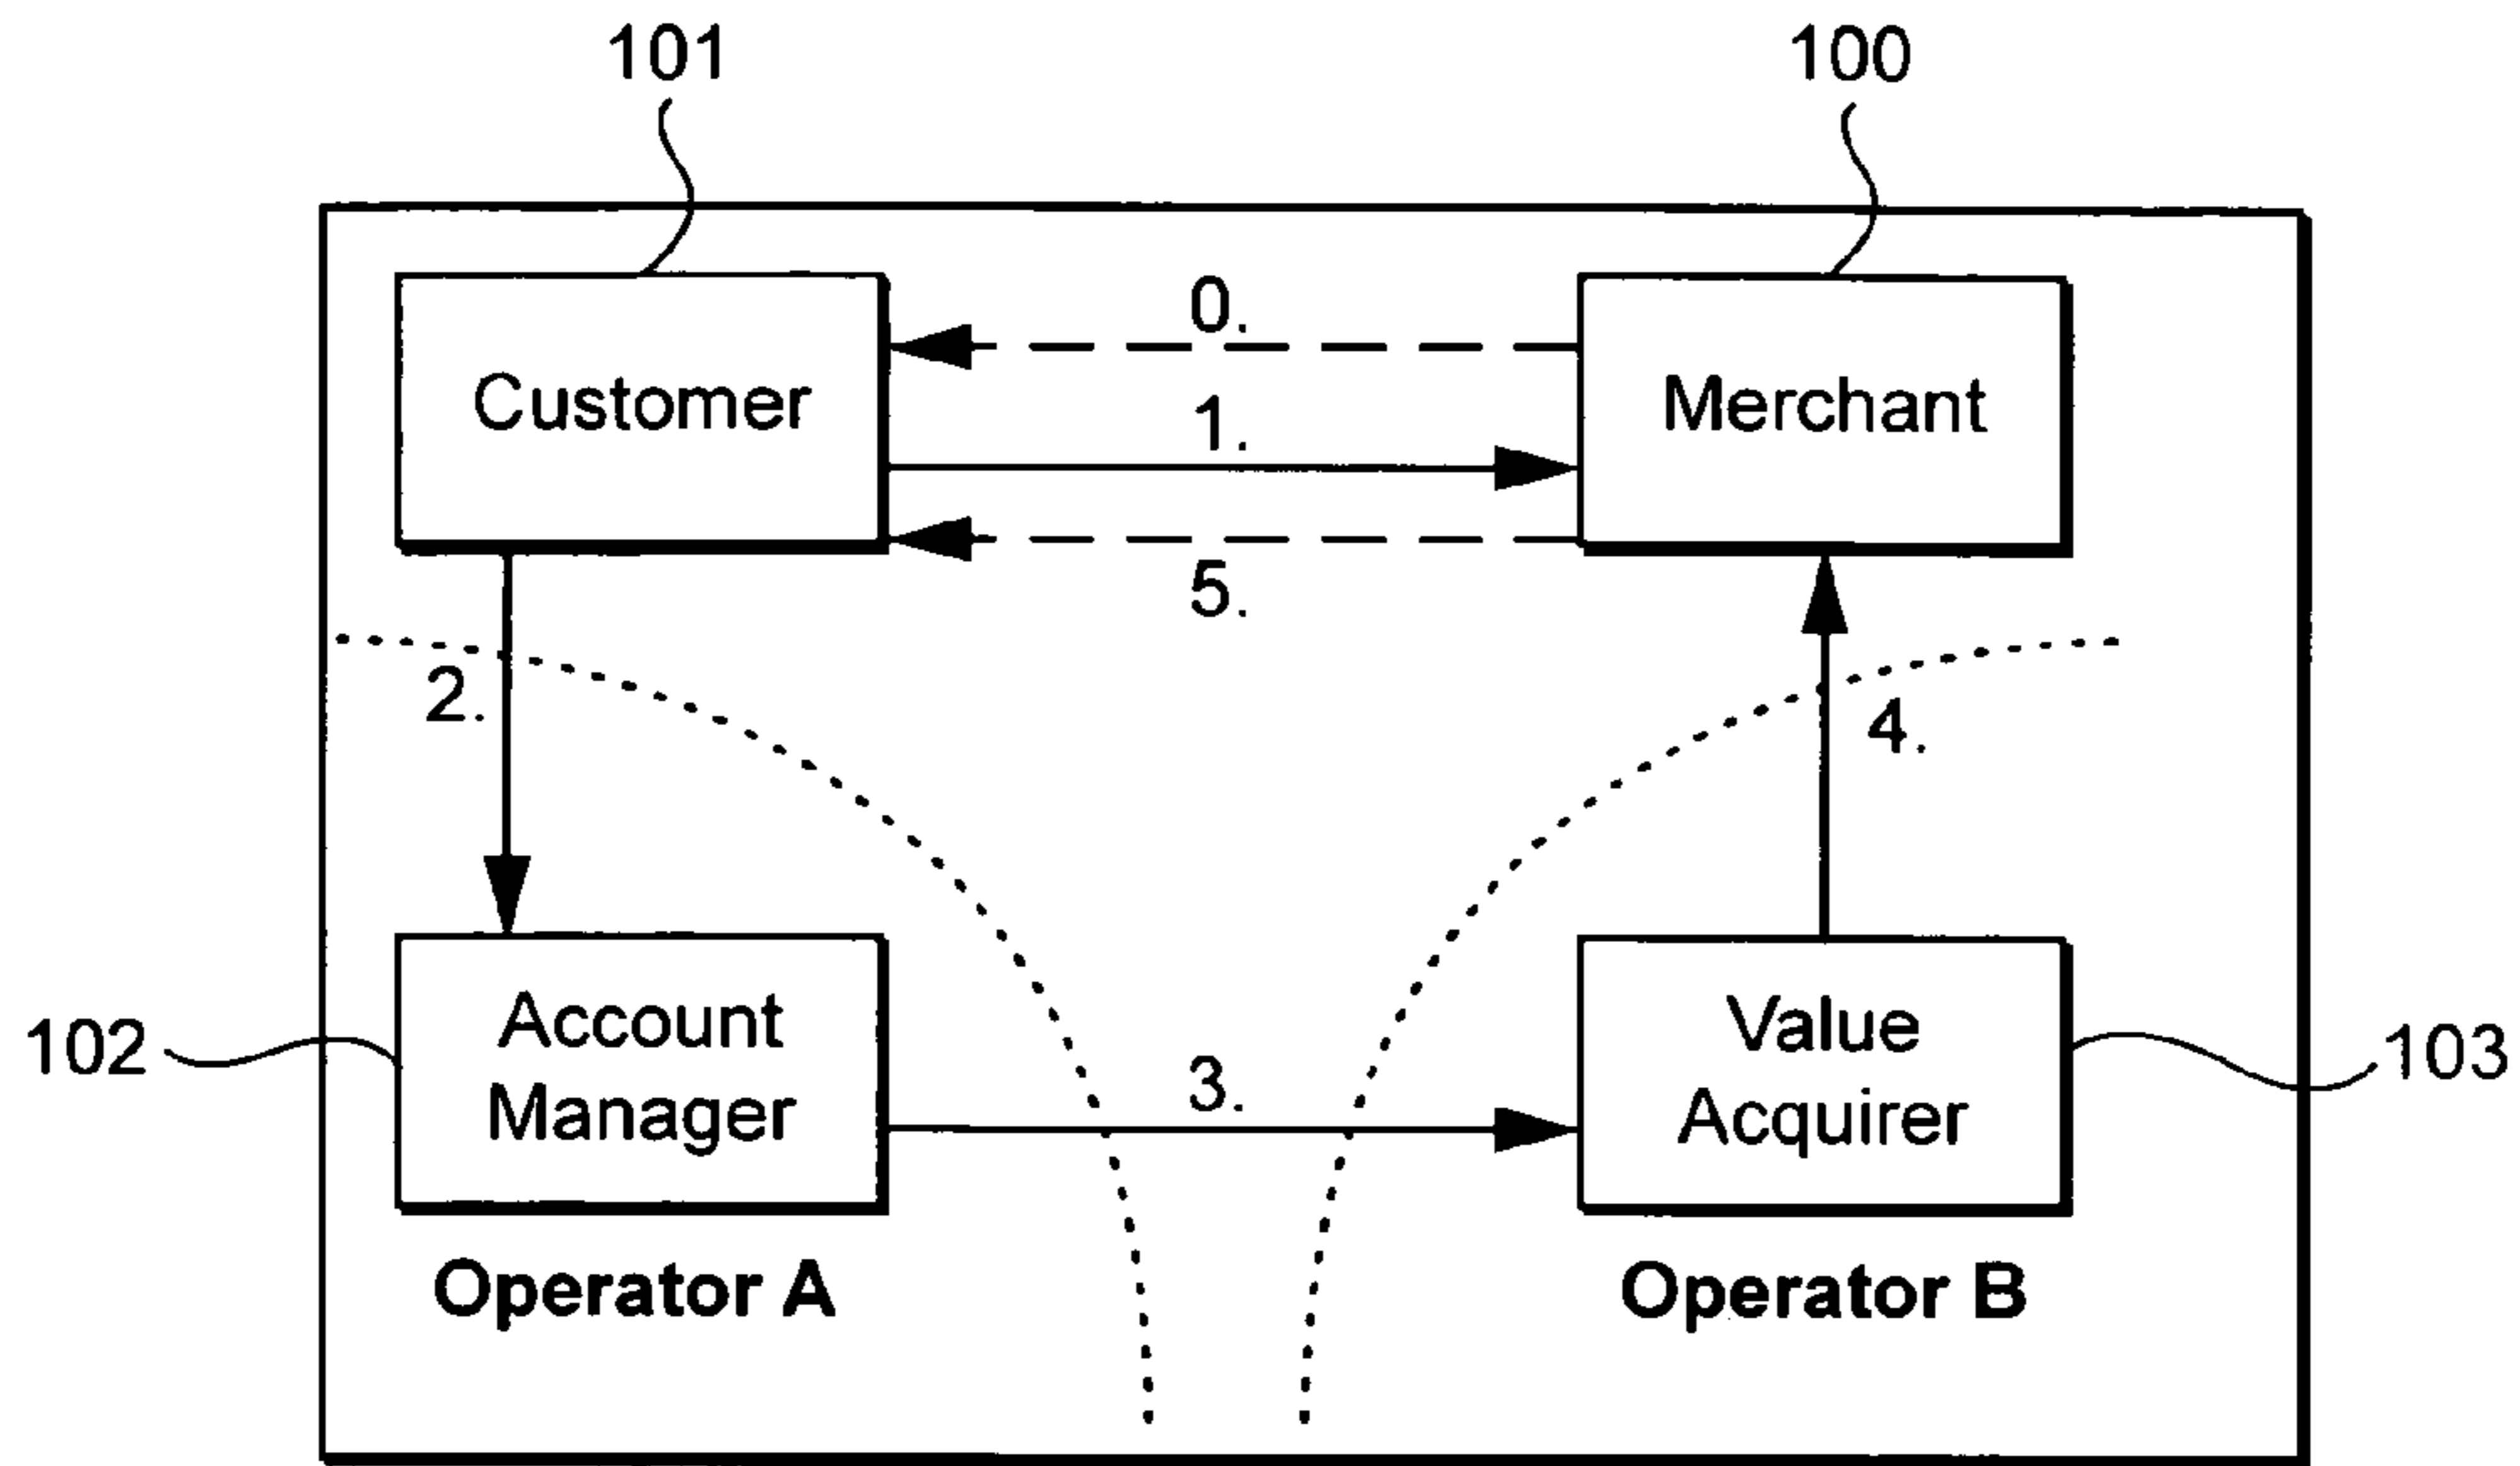 101
100
0.
Customer
Merchant
1.
5.
2.
4.
Account
Manager
Value
Acquirer
102
103
3.
Operator A
Operator B